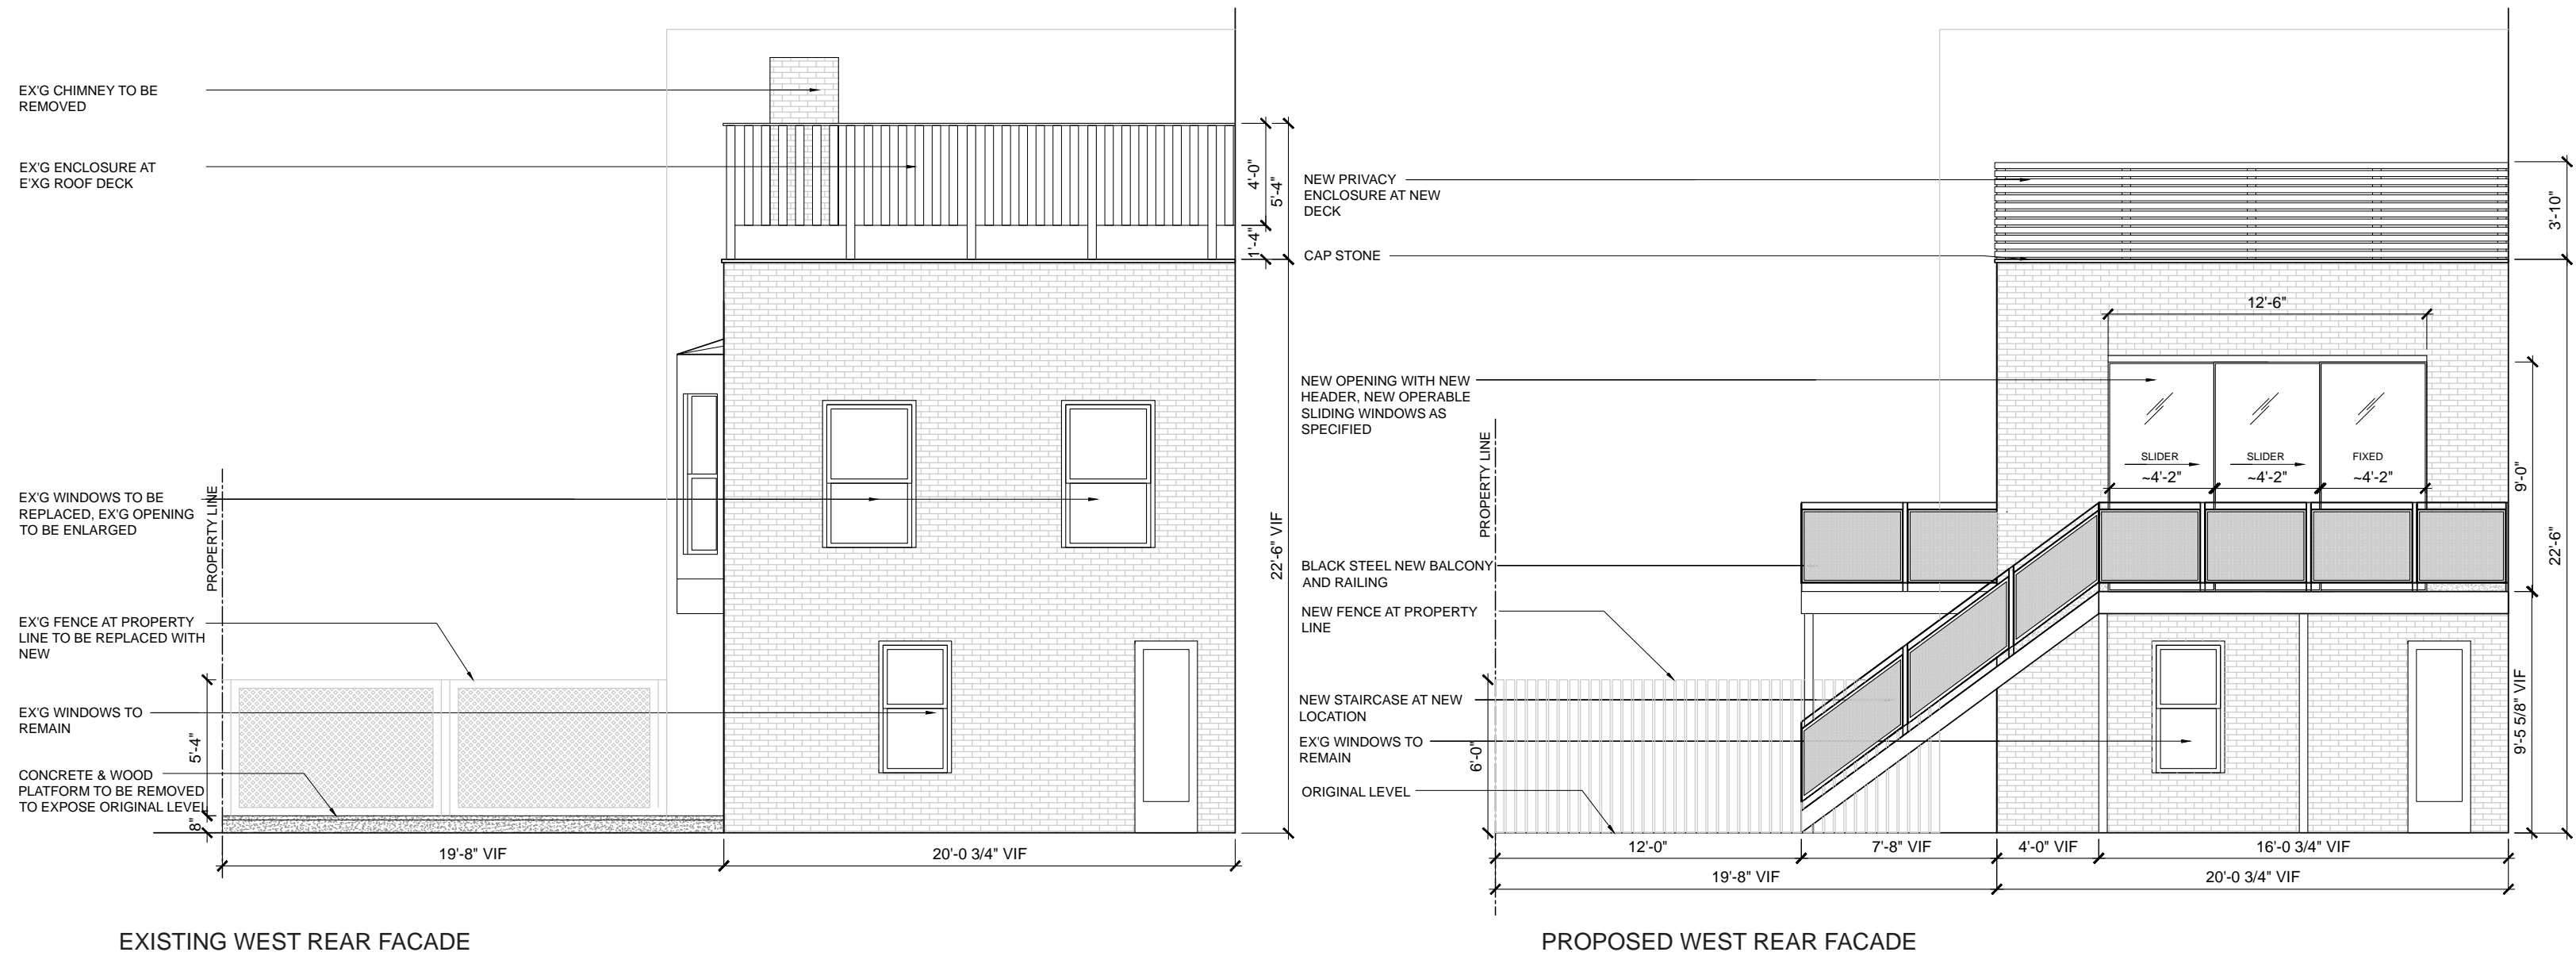 EX'G CHIMNEY TO BE
REMOVED
EX'G ENCLOSURE AT
E'XG ROOF DECK
EX'G WINDOWS TO BE
REPLACED, EX'G OPENING
TO BE ENLARGED
PROPERTY LINE
EX'G FENCE AT PROPERTY
LINE TO BE REPLACED WITH
NEW
EX'G WINDOWS TO
REMAIN
5'-4"
CONCRETE & WOOD
PLATFORM TO BE REMOVED
TO EXPOSE ORIGINAL LEVEL
8"
19'-8" VIF
20'-0 3/4" VIF
4'-0"
5'-4"
1'-4"
22'-6" VIF
EXISTING WEST REAR FACADE
NEW PRIVACY
ENCLOSURE AT NEW
DECK
CAP STONE
NEW OPENING WITH NEW
HEADER, NEW OPERABLE
SLIDING WINDOWS AS
SPECIFIED
PROPERTY LINE
BLACK STEEL NEW BALCONY
AND RAILING
NEW FENCE AT PROPERTY
LINE
NEW STAIRCASE AT NEW
LOCATION
EX'G WINDOWS TO
REMAIN
6'-0"
ORIGINAL LEVEL
12'-6"
SLIDER
~4'-2"
SLIDER
~4'-2"
FIXED
~4'-2"
3'-10"
9'-0"
22'-6"
9'-5 5/8" VIF
12'-0"
7'-8" VIF
4'-0" VIF
16'-0 3/4" VIF
19'-8" VIF
20'-0 3/4" VIF
PROPOSED WEST REAR FACADE